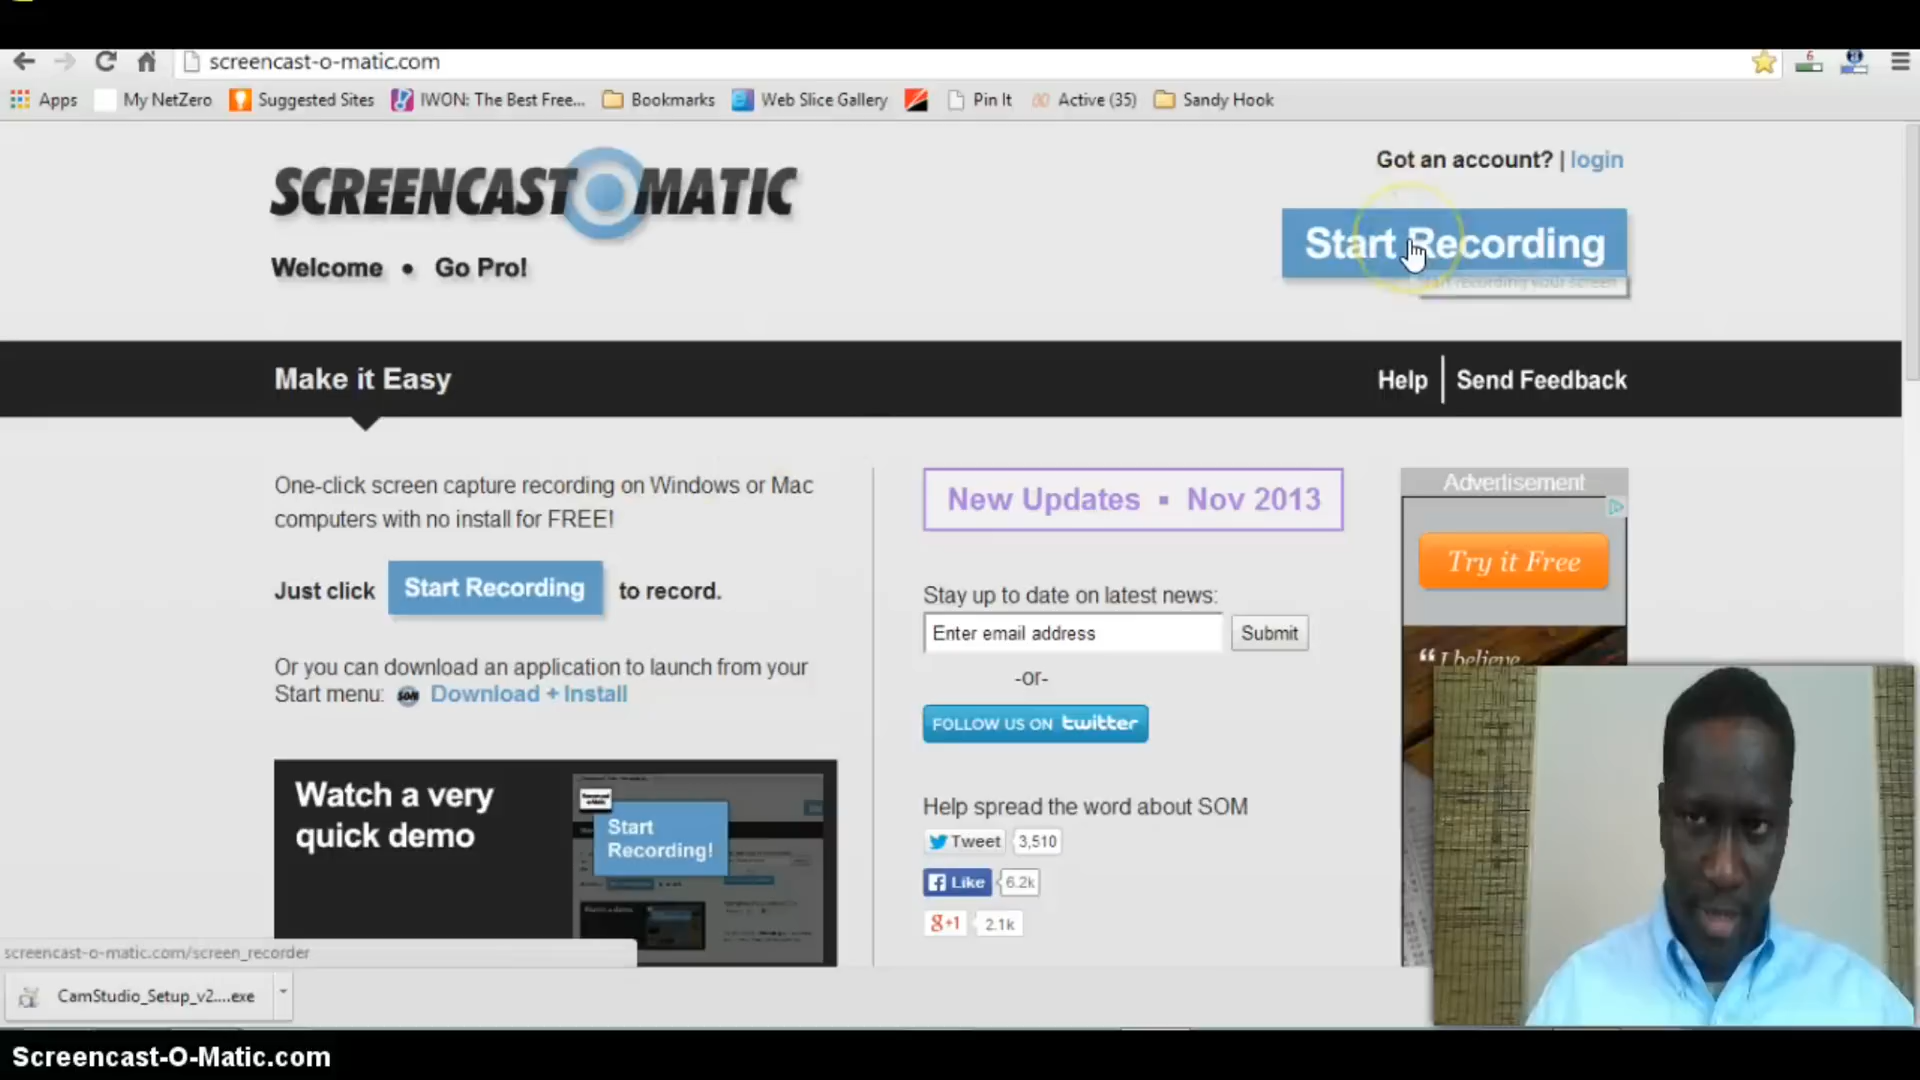 screencast-o-matic.com
Apps My NetZero Suggested Sites IWON: The Best Free... Bookmarks Web Slice Gallery Pin It Active (35) Sandy Hook
SCREENCAST O MATIC
Got an account? | login
Start Recording
start recording your screen
Welcome • Go Pro!
Make it Easy
Help | Send Feedback
One-click screen capture recording on Windows or Mac
computers with no install for FREE!
Just click Start Recording to record.
Or you can download an application to launch from your
Start menu: SOM Download + Install
Watch a very
quick demo
Start
Recording!
New Updates ▪ Nov 2013
Stay up to date on latest news:
Enter email address Submit
-or-
FOLLOW US ON twitter
Help spread the word about SOM
Tweet 3,510
Like 6.2k
g+1 2.1k
Advertisement
Try it Free
“I believe
screencast-o-matic.com/screen_recorder
CamStudio_Setup_v2....exe
Screencast-O-Matic.com